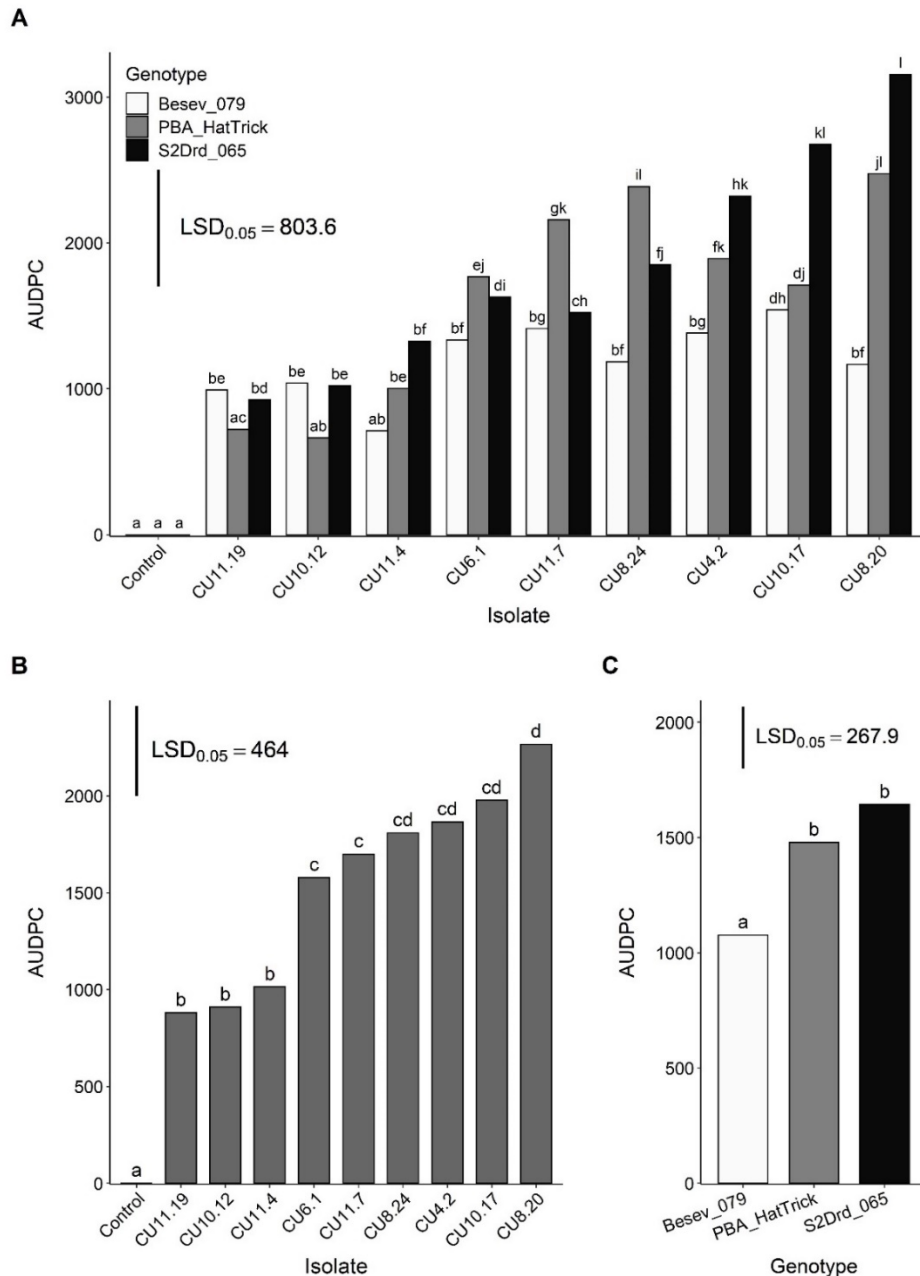 A
Genotype
Besev_079
PBA_HatTrick
S2Drd_065
LSD0.05 = 803.6
AUDPC
3000
2000
1000
0
a a a
be ac bd
be ab be
ab be bf
bf ej di
bg gk ch
bf il fj
bg fk hk
dh dj kl
bf jl l
Control CU11.19 CU10.12 CU11.4 CU6.1 CU11.7 CU8.24 CU4.2 CU10.17 CU8.20
Isolate
B
LSD0.05 = 464
AUDPC
2000
1500
1000
500
0
a b b b c c cd cd cd d
Control CU11.19 CU10.12 CU11.4 CU6.1 CU11.7 CU8.24 CU4.2 CU10.17 CU8.20
Isolate
C
LSD0.05 = 267.9
AUDPC
2000
1500
1000
500
0
a b b
Besev_079 PBA_HatTrick S2Drd_065
Genotype